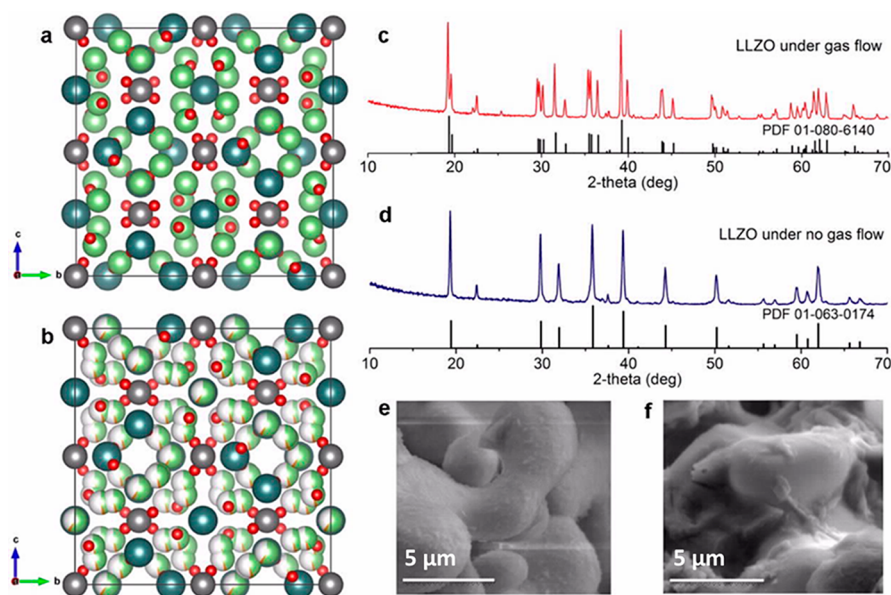 a
c
b
b
c
b
c
LLZO under gas flow
PDF 01-080-6140
10 20 30 40 50 60 70
2-theta (deg)
d
LLZO under no gas flow
PDF 01-063-0174
10 20 30 40 50 60 70
2-theta (deg)
e
5 μm
f
5 μm